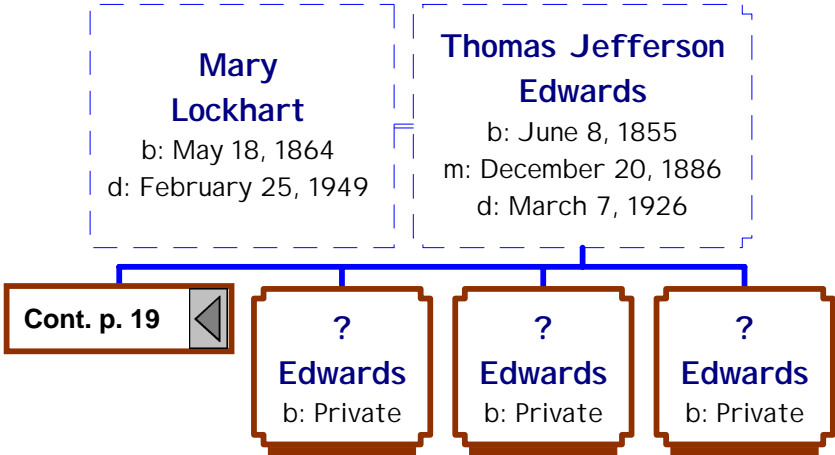 Mary
Lockhart
b: May 18, 1864
d: February 25, 1949
Thomas Jefferson
Edwards
b: June 8, 1855
m: December 20, 1886
d: March 7, 1926
Cont. p. 19
?
Edwards
b: Private
?
Edwards
b: Private
?
Edwards
b: Private